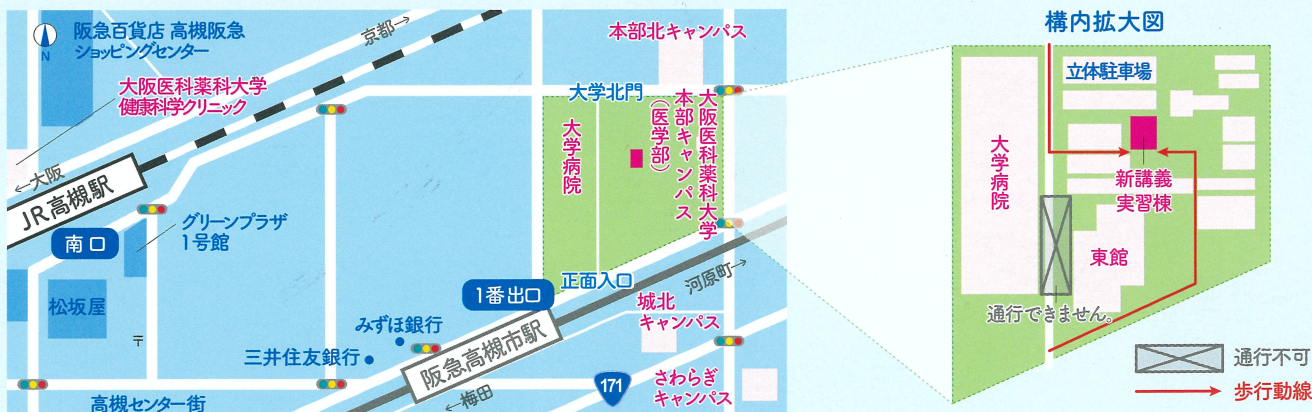 N
阪急百貨店 高槻阪急
ショッピングセンター
大阪医科薬科大学
健康科学クリニック
京都→
←大阪
JR高槻駅
南口
グリーンプラザ
1号館
松坂屋
〒
みずほ銀行
三井住友銀行
高槻センター街
本部北キャンパス
大学北門
大学病院
大阪医科薬科大学
本部キャンパス
(医学部)
正面入口
1番出口
阪急高槻市駅
河原町→
←梅田
城北
キャンパス
171
さわらぎ
キャンパス
構内拡大図
立体駐車場
大学病院
新講義
実習棟
東館
通行できません。
通行不可
歩行動線